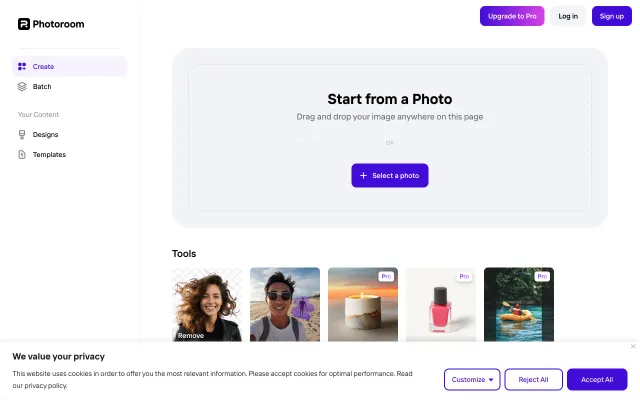 Photoroom
Upgrade to Pro
Log in
Sign up
Create
Batch
Your Content
Designs
Templates
Start from a Photo
Drag and drop your image anywhere on this page
OR
+ Select a photo
Tools
Pro
Pro
Pro
Remove
We value your privacy
This website uses cookies in order to offer you the most relevant information. Please accept cookies for optimal performance. Read
our privacy policy.
Customize
Reject All
Accept All